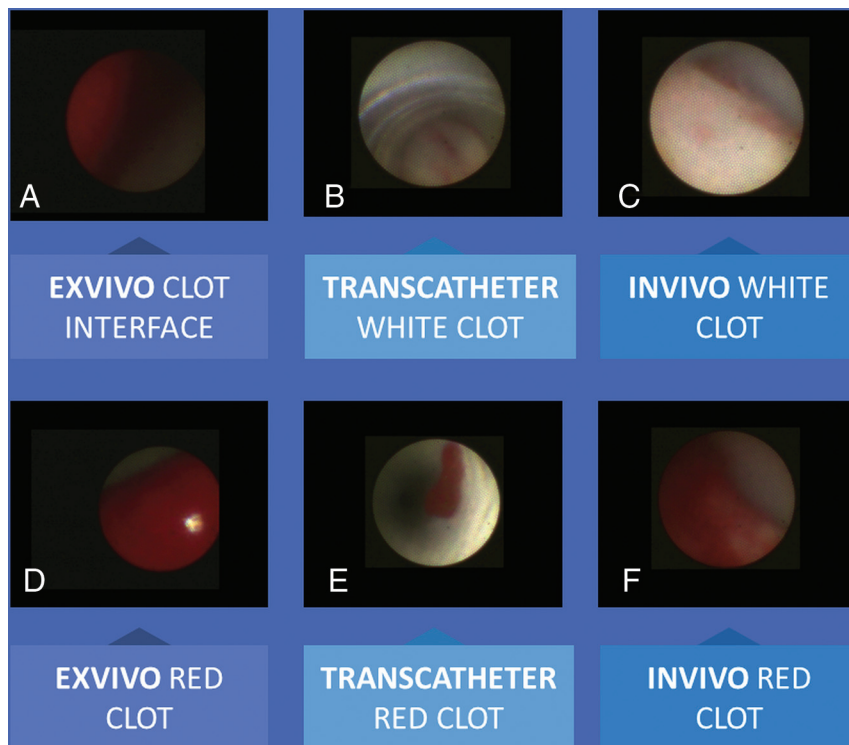 A
B
C
EXVIVO CLOT
INTERFACE
TRANSCATHETER
WHITE CLOT
INVIVO WHITE
CLOT
D
E
F
EXVIVO RED
CLOT
TRANSCATHETER
RED CLOT
INVIVO RED
CLOT